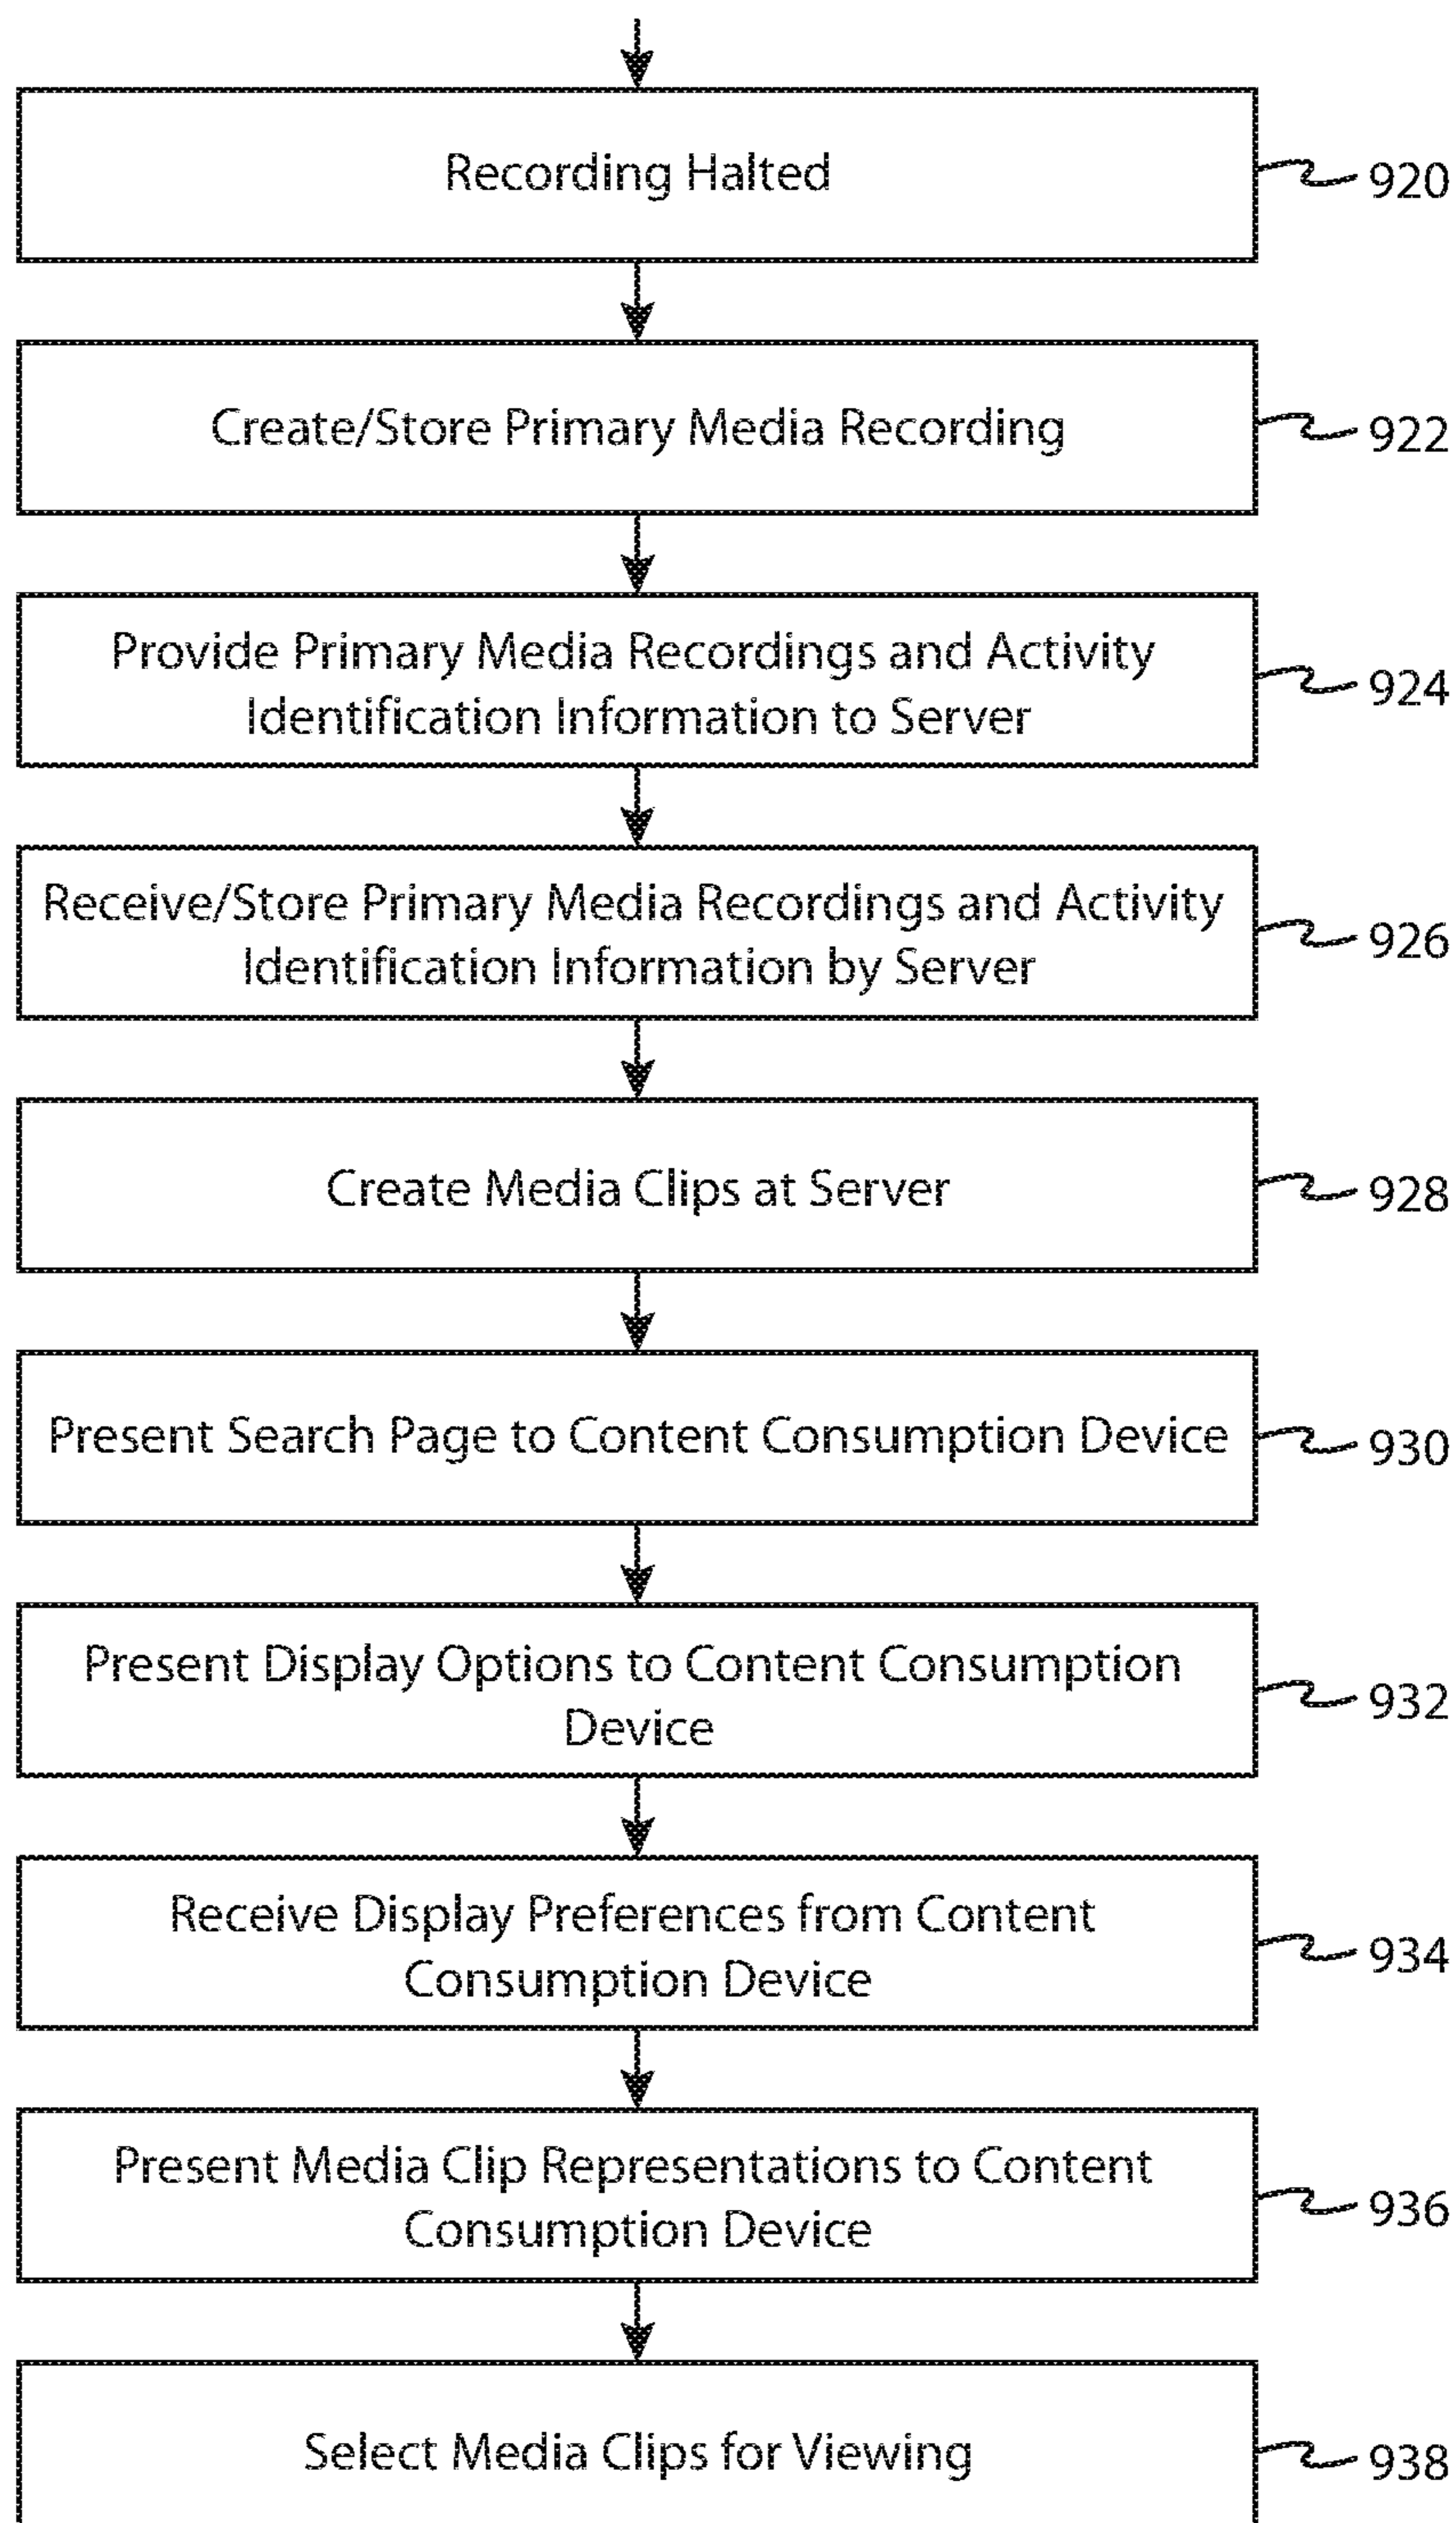 Recording Halted
920
Create/Store Primary Media Recording
922
Provide Primary Media Recordings and Activity
Identification Information to Server
924
Receive/Store Primary Media Recordings and Activity
Identification Information by Server
926
Create Media Clips at Server
928
Present Search Page to Content Consumption Device
930
Present Display Options to Content Consumption
Device
932
Receive Display Preferences from Content
Consumption Device
934
Present Media Clip Representations to Content
Consumption Device
936
Select Media Clips for Viewing
938